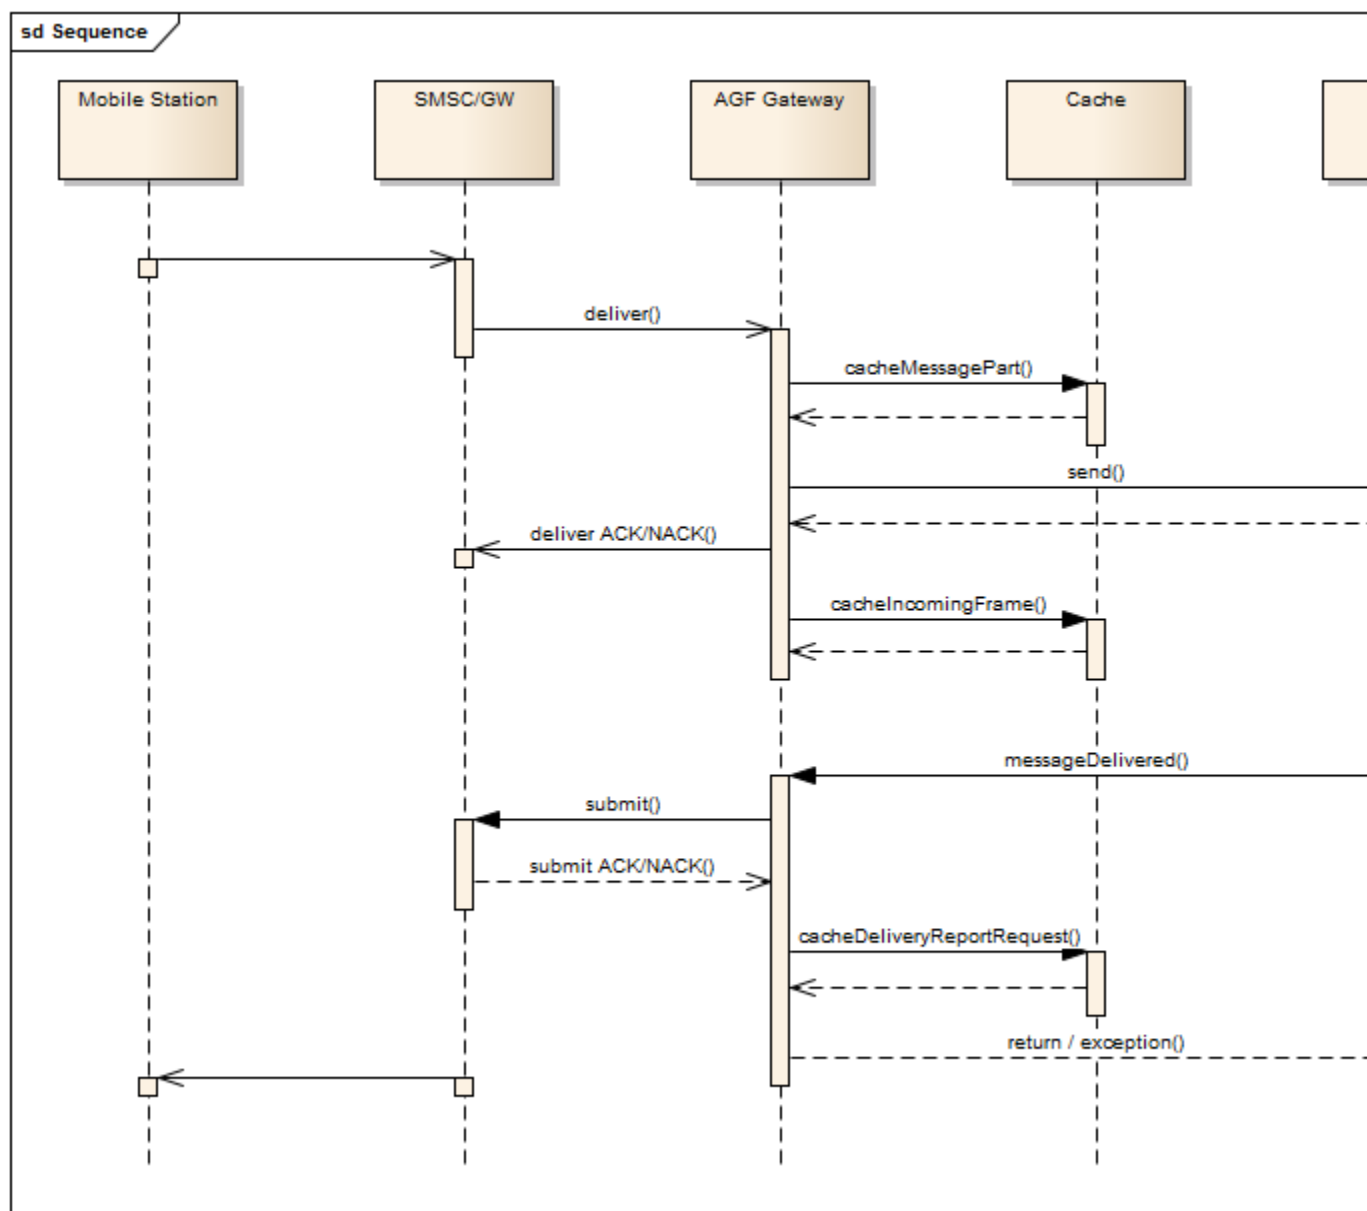 sd Sequence
Mobile Station
SMSC/GW
AGF Gateway
Cache
deliver()
cacheMessagePart()
send()
deliver ACK/NACK()
cacheIncomingFrame()
messageDelivered()
submit()
submit ACK/NACK()
cacheDeliveryReportRequest()
return / exception()